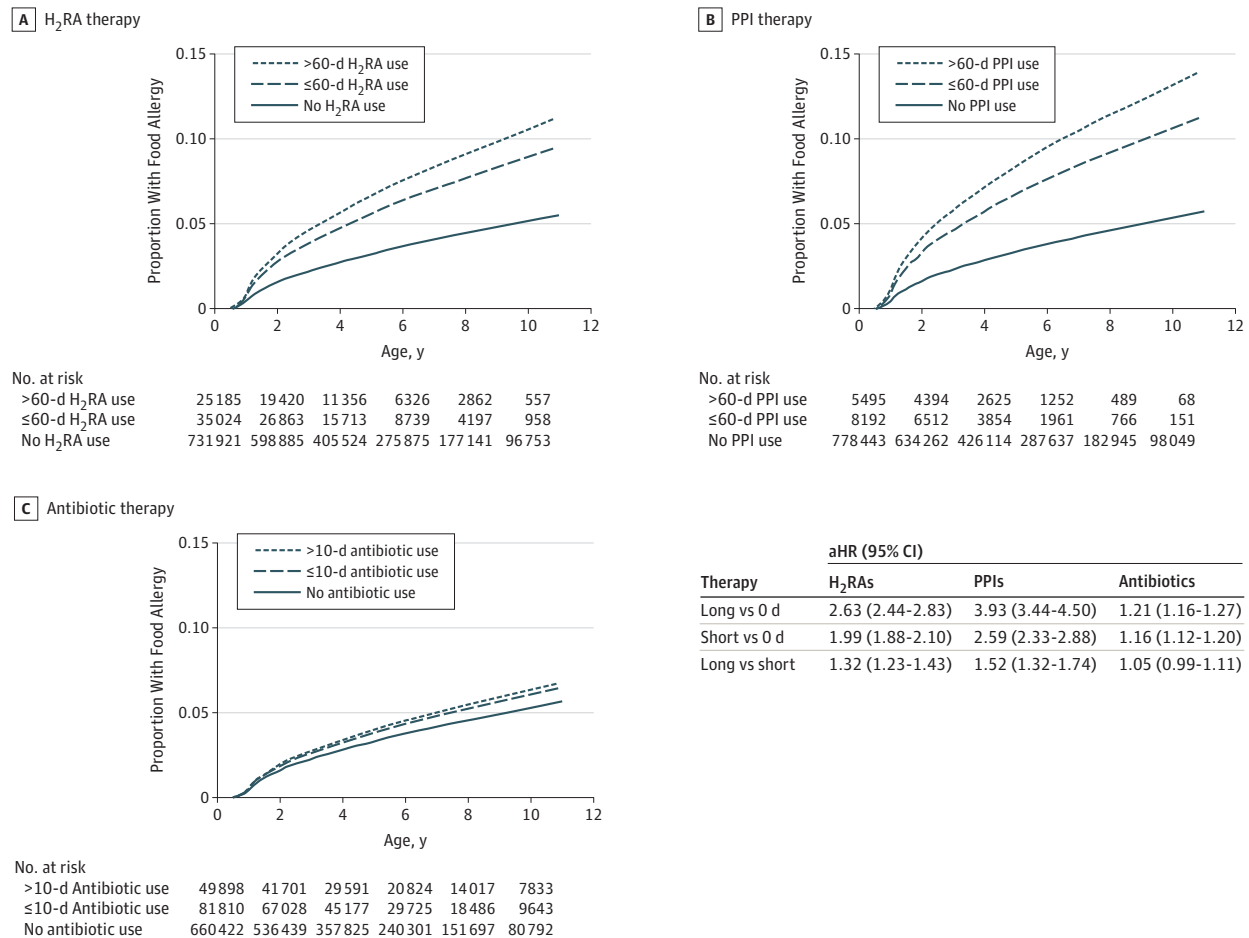 A H2RA therapy
0.15
0.10
0.05
0
Proportion With Food Allergy
>60-d H2RA use
≤60-d H2RA use
No H2RA use
0 2 4 6 8 10 12
Age, y
No. at risk
>60-d H2RA use 25185 19420 11356 6326 2862 557
≤60-d H2RA use 35024 26863 15713 8739 4197 958
No H2RA use 731921 598885 405524 275875 177141 96753
B PPI therapy
0.15
0.10
0.05
0
Proportion With Food Allergy
>60-d PPI use
≤60-d PPI use
No PPI use
0 2 4 6 8 10 12
Age, y
No. at risk
>60-d PPI use 5495 4394 2625 1252 489 68
≤60-d PPI use 8192 6512 3854 1961 766 151
No PPI use 778443 634262 426114 287637 182945 98049
C Antibiotic therapy
0.15
0.10
0.05
0
Proportion With Food Allergy
>10-d antibiotic use
≤10-d antibiotic use
No antibiotic use
0 2 4 6 8 10 12
Age, y
No. at risk
>10-d Antibiotic use 49898 41701 29591 20824 14017 7833
≤10-d Antibiotic use 81810 67028 45177 29725 18486 9643
No antibiotic use 660422 536439 357825 240301 151697 80792
aHR (95% CI)
Therapy H2RAs PPIs Antibiotics
Long vs 0 d 2.63 (2.44-2.83) 3.93 (3.44-4.50) 1.21 (1.16-1.27)
Short vs 0 d 1.99 (1.88-2.10) 2.59 (2.33-2.88) 1.16 (1.12-1.20)
Long vs short 1.32 (1.23-1.43) 1.52 (1.32-1.74) 1.05 (0.99-1.11)